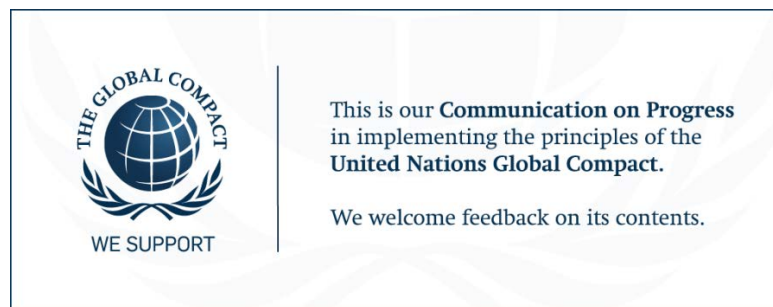 THE GLOBAL COMPACT
WE SUPPORT
This is our Communication on Progress
in implementing the principles of the
United Nations Global Compact.
We welcome feedback on its contents.